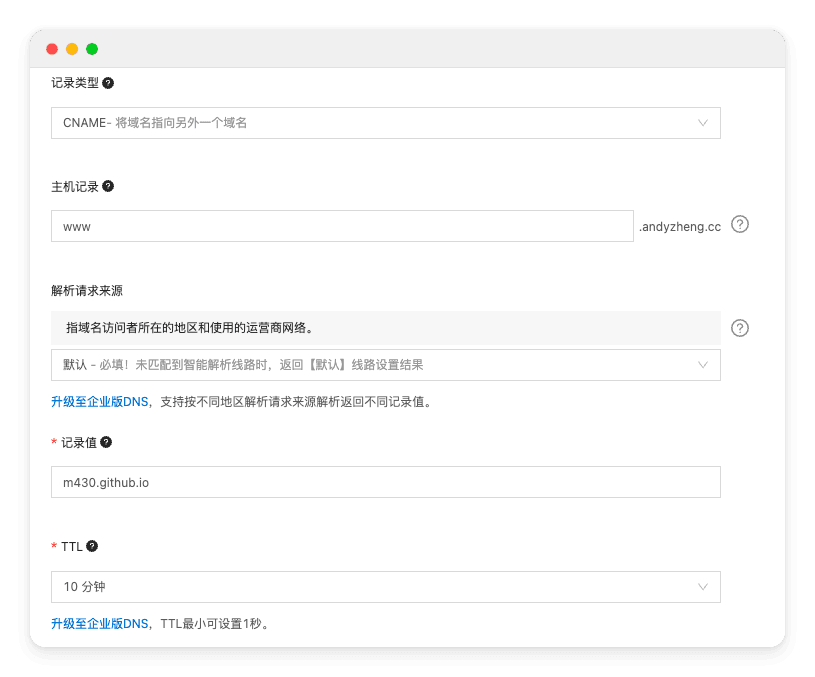 记录类型
CNAME- 将域名指向另外一个域名
主机记录
www .andyzheng.cc
解析请求来源
指域名访问者所在的地区和使用的运营商网络。
默认 - 必填！未匹配到智能解析线路时，返回【默认】线路设置结果
升级至企业版DNS，支持按不同地区解析请求来源解析返回不同记录值。
* 记录值
m430.github.io
* TTL
10 分钟
升级至企业版DNS，TTL最小可设置1秒。